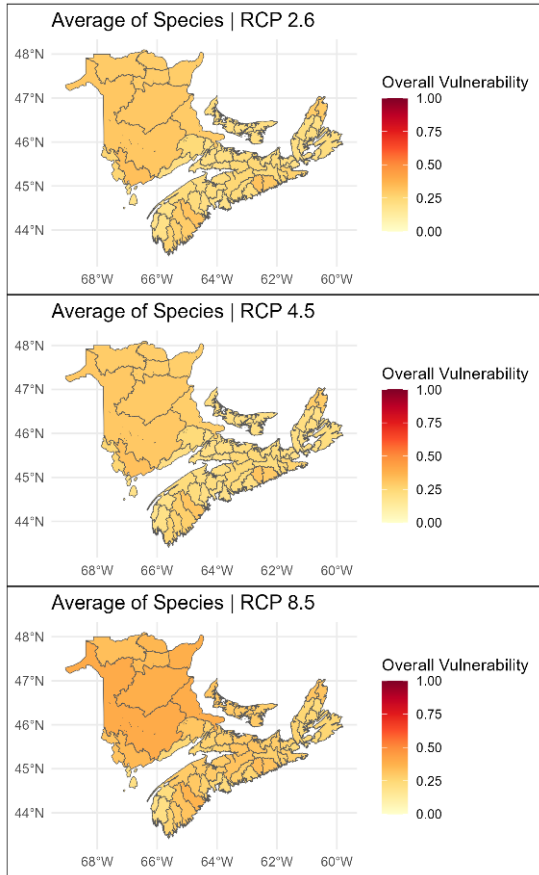 Average of Species | RCP 2.6
48°N
47°N
46°N
45°N
44°N
68°W 66°W 64°W 62°W 60°W
Overall Vulnerability
1.00
0.75
0.50
0.25
0.00
Average of Species | RCP 4.5
48°N
47°N
46°N
45°N
44°N
68°W 66°W 64°W 62°W 60°W
Overall Vulnerability
1.00
0.75
0.50
0.25
0.00
Average of Species | RCP 8.5
48°N
47°N
46°N
45°N
44°N
68°W 66°W 64°W 62°W 60°W
Overall Vulnerability
1.00
0.75
0.50
0.25
0.00